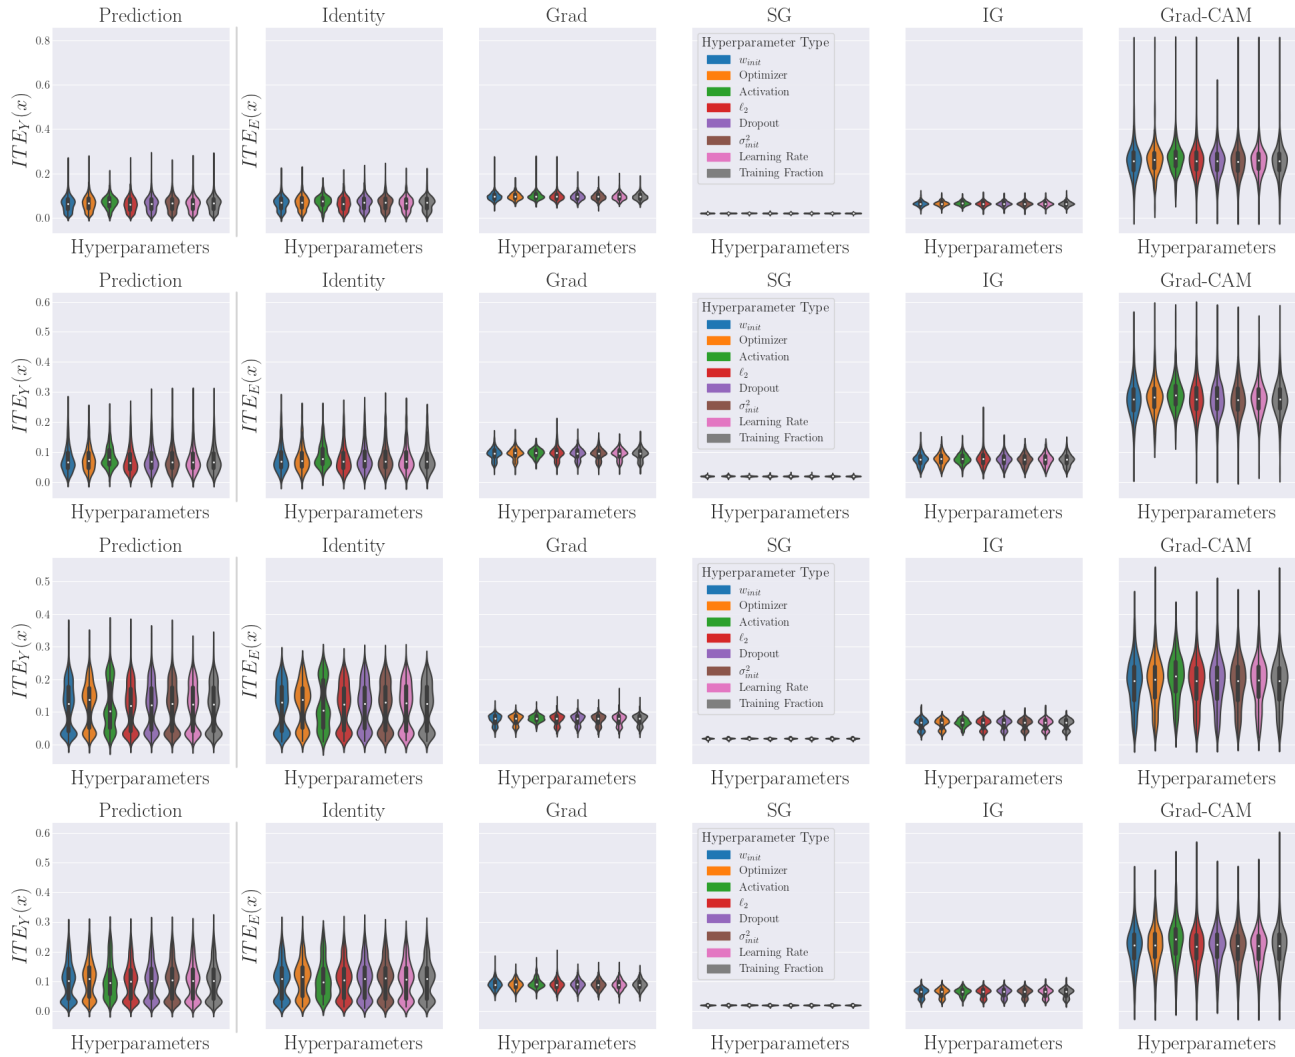 Prediction Identity Grad SG IG Grad-CAM
ITE_Y(x) 0.8 0.6 0.4 0.2 0.0
ITE_E(x)
Hyperparameter Type
w_init
Optimizer
Activation
ℓ_2
Dropout
σ²_init
Learning Rate
Training Fraction
Hyperparameters Hyperparameters Hyperparameters Hyperparameters Hyperparameters Hyperparameters
Prediction Identity Grad SG IG Grad-CAM
ITE_Y(x) 0.6 0.5 0.4 0.3 0.2 0.1 0.0
ITE_E(x)
Hyperparameter Type
w_init
Optimizer
Activation
ℓ_2
Dropout
σ²_init
Learning Rate
Training Fraction
Hyperparameters Hyperparameters Hyperparameters Hyperparameters Hyperparameters Hyperparameters
Prediction Identity Grad SG IG Grad-CAM
ITE_Y(x) 0.5 0.4 0.3 0.2 0.1 0.0
ITE_E(x)
Hyperparameter Type
w_init
Optimizer
Activation
ℓ_2
Dropout
σ²_init
Learning Rate
Training Fraction
Hyperparameters Hyperparameters Hyperparameters Hyperparameters Hyperparameters Hyperparameters
Prediction Identity Grad SG IG Grad-CAM
ITE_Y(x) 0.6 0.5 0.4 0.3 0.2 0.1 0.0
ITE_E(x)
Hyperparameter Type
w_init
Optimizer
Activation
ℓ_2
Dropout
σ²_init
Learning Rate
Training Fraction
Hyperparameters Hyperparameters Hyperparameters Hyperparameters Hyperparameters Hyperparameters